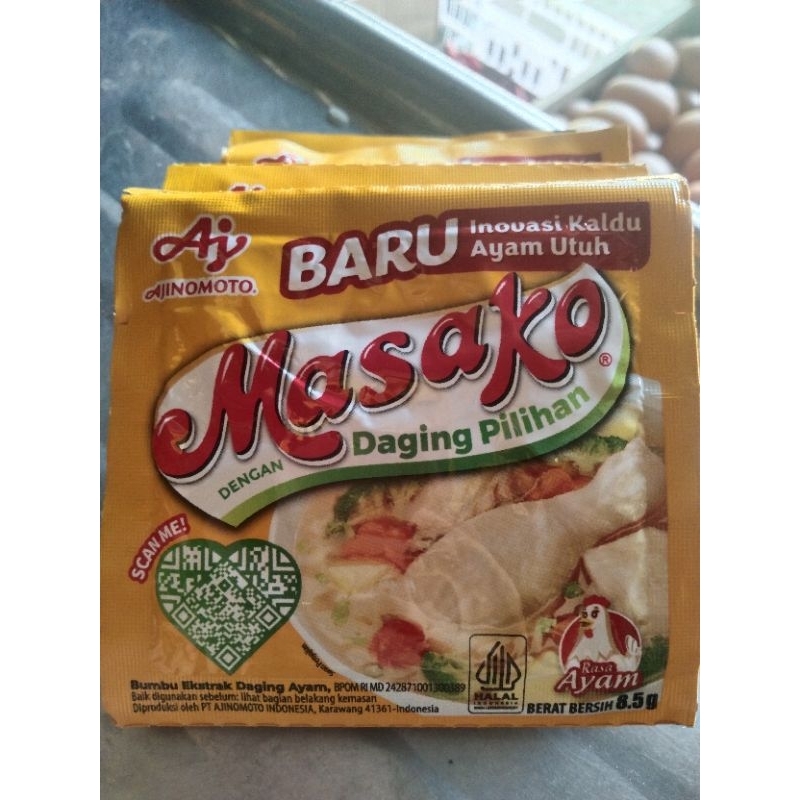 Aj
AJINOMOTO.
BARU Inovasi Kaldu
Ayam Utuh
Masako®
DENGAN Daging Pilihan
SCAN ME!
Bumbu Ekstrak Daging Ayam, BPOM RI MD 242871001300389
Baik digunakan sebelum: lihat bagian belakang kemasan
Diproduksi oleh PT AJINOMOTO INDONESIA, Karawang 41361-Indonesia
HALAL
INDONESIA
Rasa
Ayam
BERAT BERSIH 8.5g